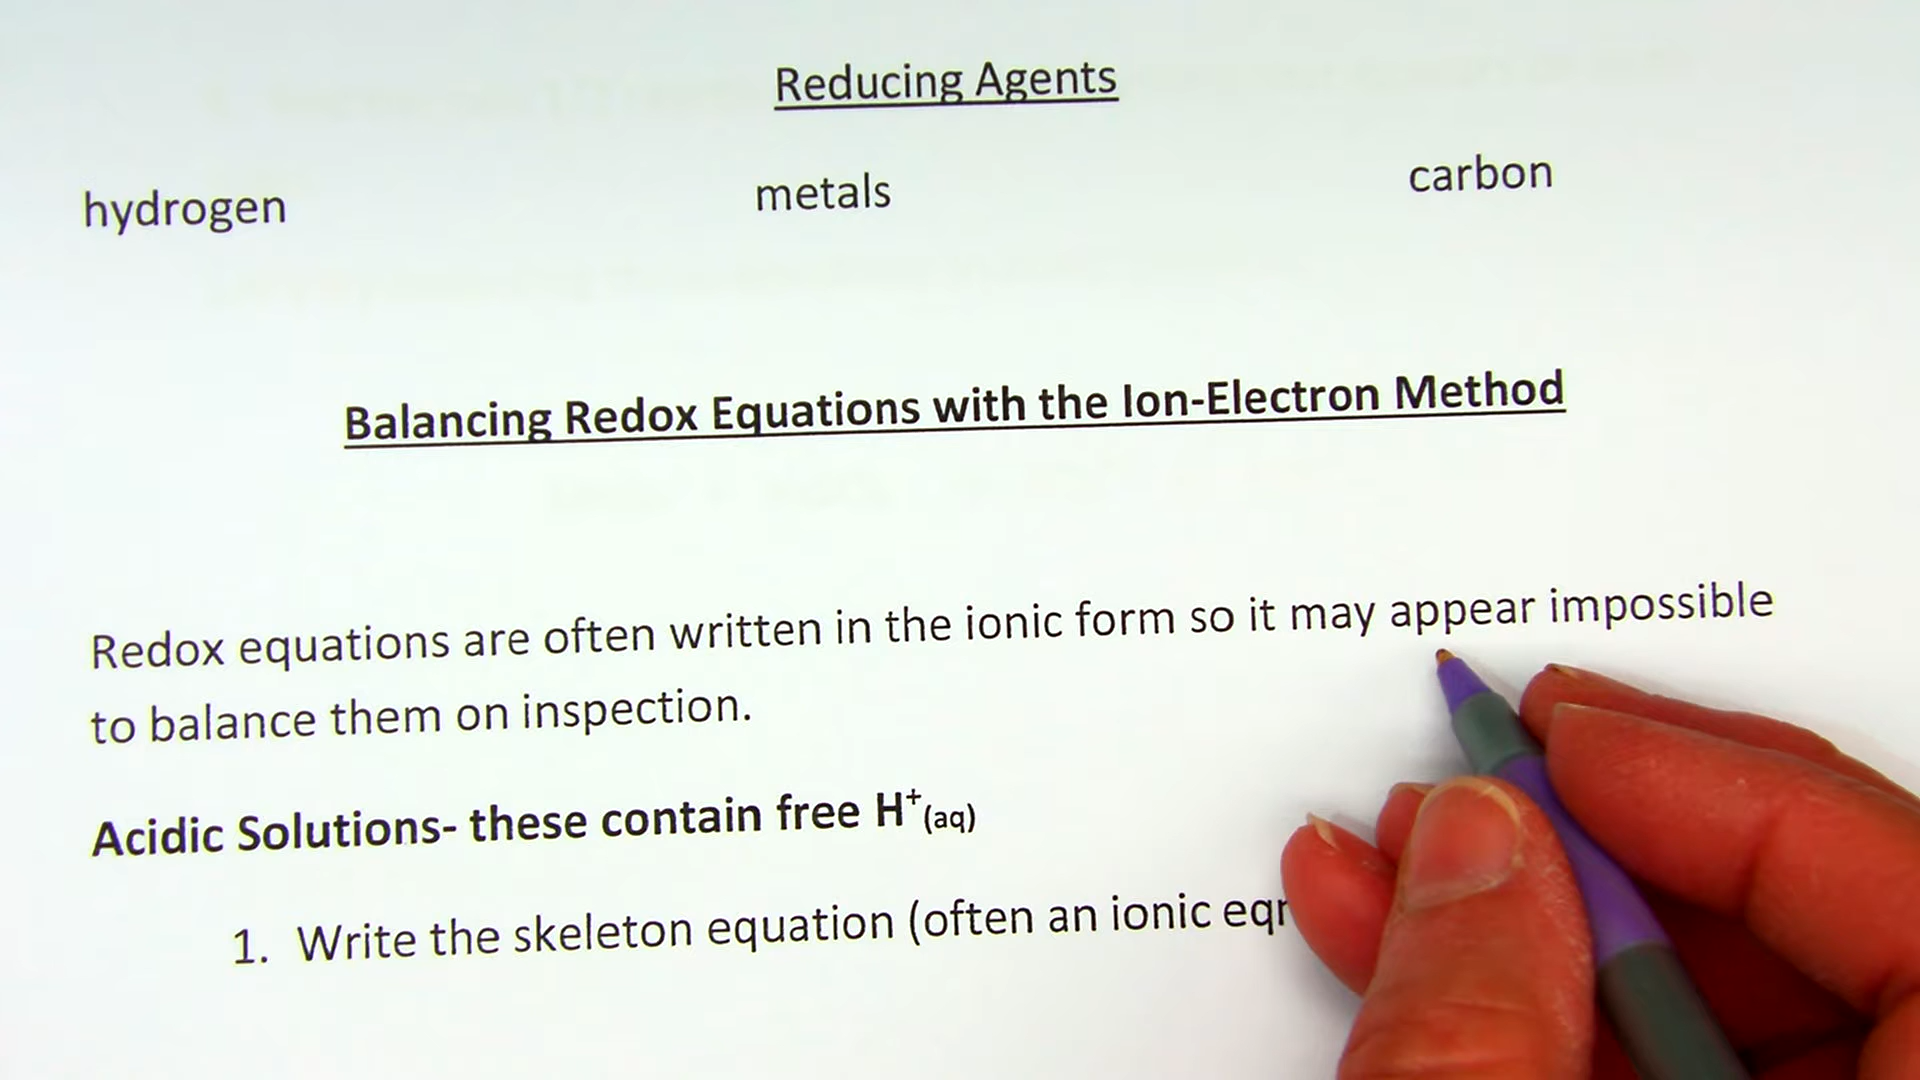 Reducing Agents
hydrogen metals carbon
Balancing Redox Equations with the Ion-Electron Method
Redox equations are often written in the ionic form so it may appear impossible
to balance them on inspection.
Acidic Solutions- these contain free H⁺(aq)
1. Write the skeleton equation (often an ionic